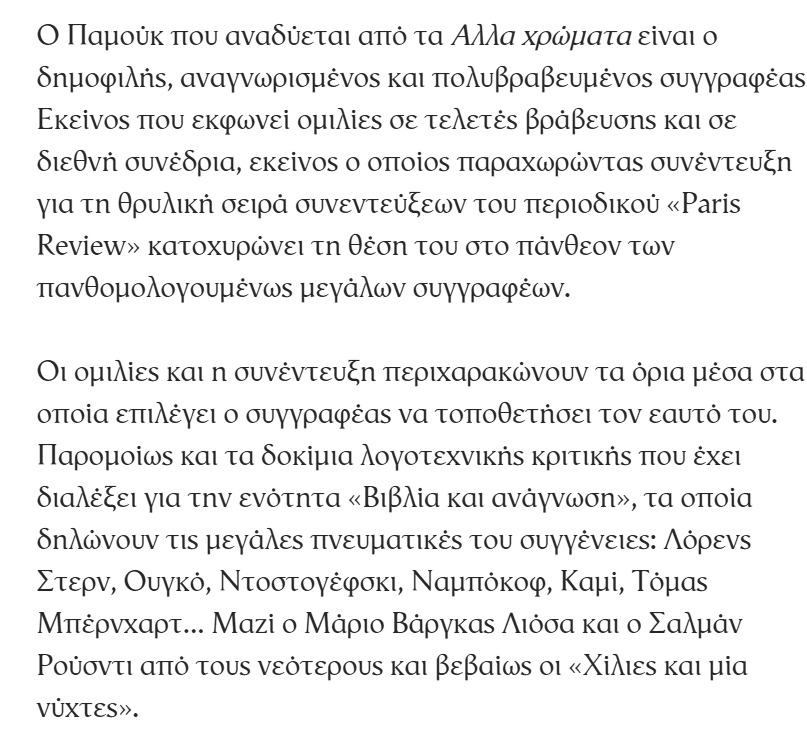 Ο Παμούκ που αναδύεται από τα Αλλα χρώματα είναι ο
δημοφιλής, αναγνωρισμένος και πολυβραβευμένος συγγραφέας
Εκείνος που εκφωνεί ομιλίες σε τελετές βράβευσης και σε
διεθνή συνέδρια, εκείνος ο οποίος παραχωρώντας συνέντευξη
για τη θρυλική σειρά συνεντεύξεων του περιοδικού «Paris
Review» κατοχυρώνει τη θέση του στο πάνθεον των
πανθομολογουμένως μεγάλων συγγραφέων.

Οι ομιλίες και η συνέντευξη περιχαρακώνουν τα όρια μέσα στα
οποία επιλέγει ο συγγραφέας να τοποθετήσει τον εαυτό του.
Παρομοίως και τα δοκίμια λογοτεχνικής κριτικής που έχει
διαλέξει για την ενότητα «Βιβλία και ανάγνωση», τα οποία
δηλώνουν τις μεγάλες πνευματικές του συγγένειες: Λόρενς
Στερν, Ουγκό, Ντοστογέφσκι, Ναμπόκοφ, Καμί, Τόμας
Μπέρνχαρτ... Μαζί ο Μάριο Βάργκας Λιόσα και ο Σαλμάν
Ρούσντι από τους νεότερους και βεβαίως οι «Χίλιες και μία
νύχτες».